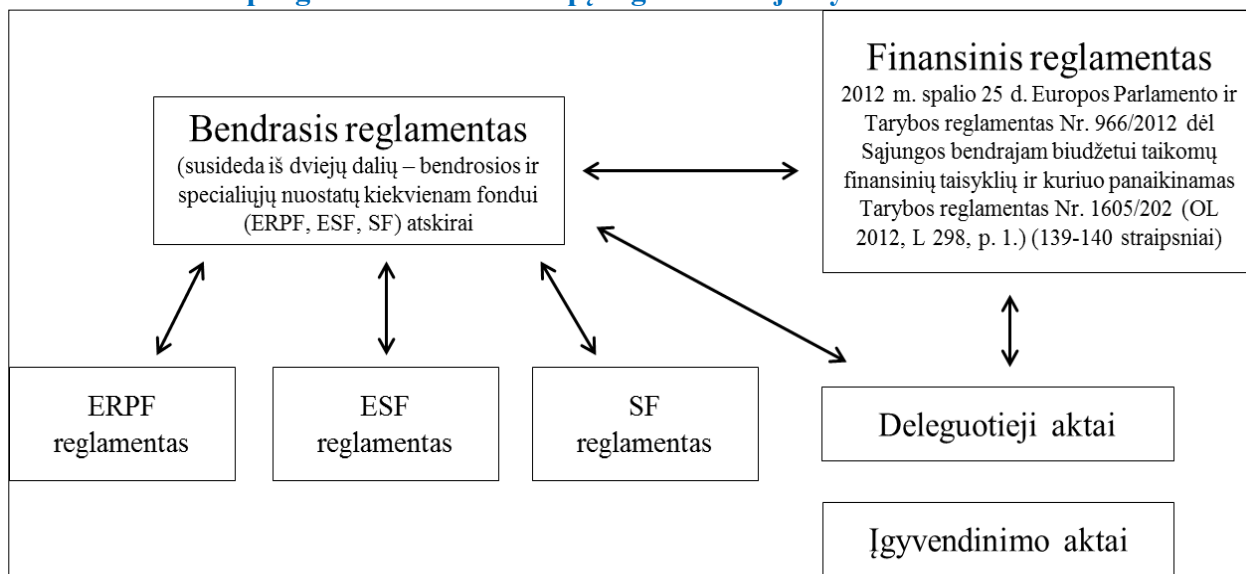 Bendrasis reglamentas
(susideda iš dviejų dalių – bendrosios ir
specialiųjų nuostatų kiekvienam fondui
(ERPF, ESF, SF) atskirai
Finansinis reglamentas
2012 m. spalio 25 d. Europos Parlamento ir
Tarybos reglamentas Nr. 966/2012 dėl
Sąjungos bendrajam biudžetui taikomų
finansinių taisyklių ir kuriuo panaikinamas
Tarybos reglamentas Nr. 1605/202 (OL
2012, L 298, p. 1.) (139-140 straipsniai)
ERPF
reglamentas
ESF
reglamentas
SF
reglamentas
Deleguotieji aktai
Įgyvendinimo aktai